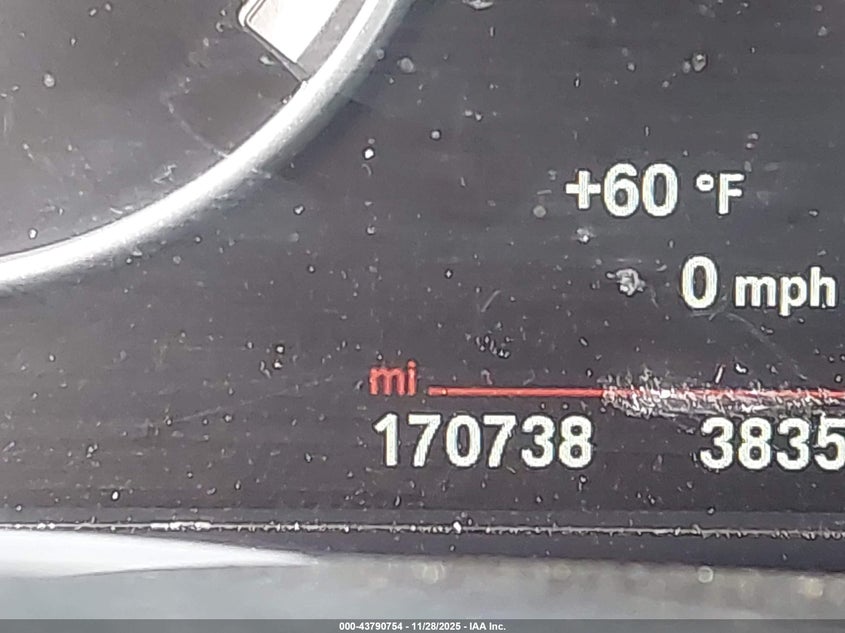 +60 °F
0 mph
mi
170738 3835
000-43790754 - 11/28/2025 - IAA Inc.